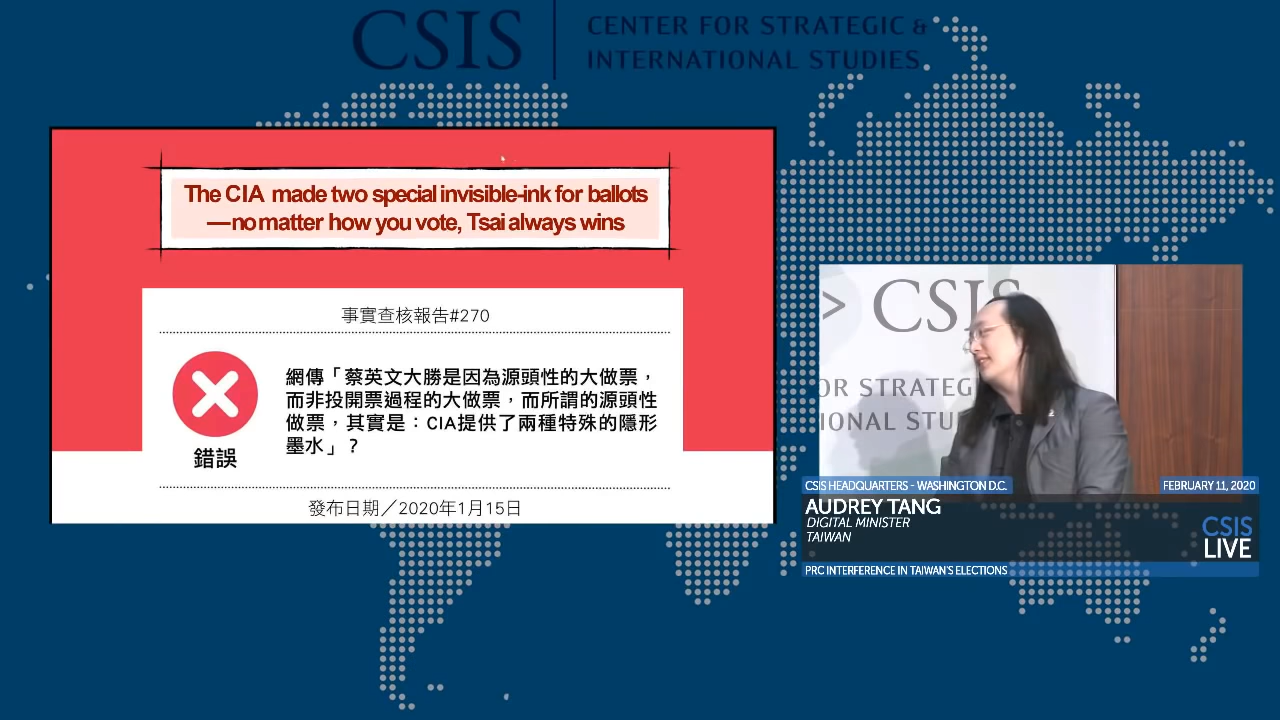 CSIS
CENTER FOR STRATEGIC &
INTERNATIONAL STUDIES
The CIA made two special invisible-ink for ballots
—no matter how you vote, Tsai always wins
事實查核報告#270
錯誤
網傳「蔡英文大勝是因為源頭性的大做票，
而非投開票過程的大做票，而所謂的源頭性
做票，其實是：CIA提供了兩種特殊的隱形
墨水」？
發布日期／2020年1月15日
> CSIS
OR STRATEG
IONAL STU
CSIS HEADQUARTERS - WASHINGTON D.C.
FEBRUARY 11, 2020
AUDREY TANG
DIGITAL MINISTER
TAIWAN
CSIS
LIVE
PRC INTERFERENCE IN TAIWAN'S ELECTIONS